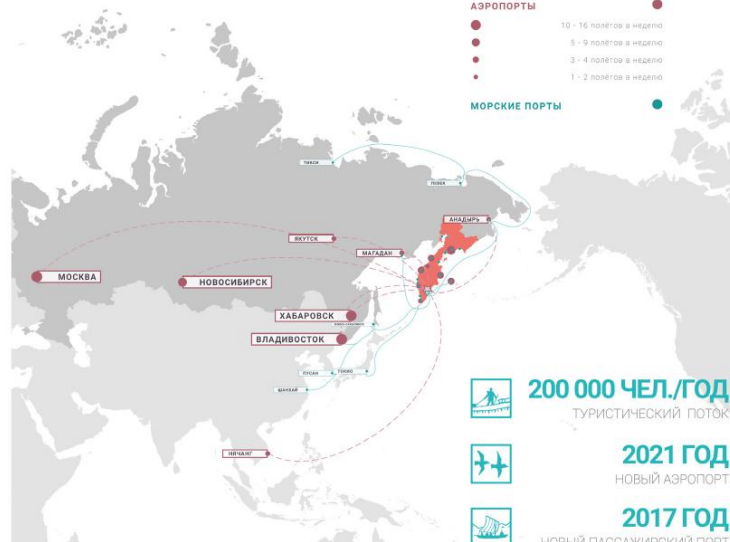 АЭРОПОРТЫ
10 - 16 полётов в неделю
5 - 9 полётов в неделю
3 - 4 полётов в неделю
1 - 2 полётов в неделю
МОРСКИЕ ПОРТЫ
ТИКСИ
ПЕВЕК
АНАДЫРЬ
ЯКУТСК
МАГАДАН
МОСКВА
НОВОСИБИРСК
ХАБАРОВСК
ВЛАДИВОСТОК
ПУСАН
ТОКИО
ШАНХАЙ
НЯЧАНГ
200 000 ЧЕЛ./ГОД
ТУРИСТИЧЕСКИЙ ПОТОК
2021 ГОД
НОВЫЙ АЭРОПОРТ
2017 ГОД
НОВЫЙ ПАССАЖИРСКИЙ ПОРТ